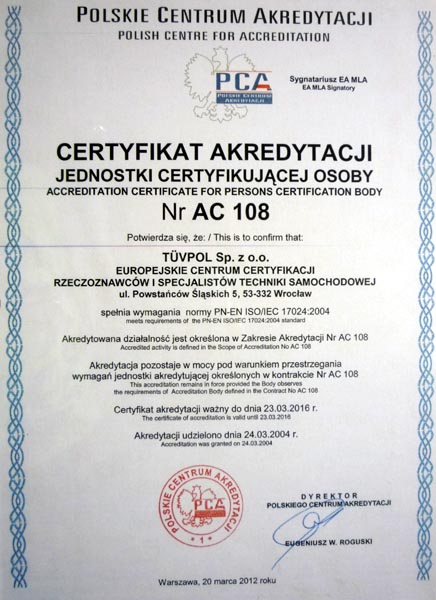 POLSKIE CENTRUM AKREDYTACJI
POLISH CENTRE FOR ACCREDITATION
PCA
POLSKIE CENTRUM
AKREDYTACJI
Sygnatariusz EA MLA
EA MLA Signatory
CERTYFIKAT AKREDYTACJI
JEDNOSTKI CERTYFIKUJĄCEJ OSOBY
ACCREDITATION CERTIFICATE FOR PERSONS CERTIFICATION BODY
Nr AC 108
Potwierdza się, że: / This is to confirm that:
TÜVPOL Sp. z o.o.
EUROPEJSKIE CENTRUM CERTYFIKACJI
RZECZOZNAWCÓW I SPECJALISTÓW TECHNIKI SAMOCHODOWEJ
ul. Powstańców Śląskich 5, 53-332 Wrocław
spełnia wymagania normy PN-EN ISO/IEC 17024:2004
meets requirements of the PN-EN ISO/IEC 17024:2004 standard
Akredytowana działalność jest określona w Zakresie Akredytacji Nr AC 108
Accredited activity is defined in the Scope of Accreditation No AC 108
Akredytacja pozostaje w mocy pod warunkiem przestrzegania
wymagań jednostki akredytującej określonych w kontrakcie Nr AC 108
This accreditation remains in force provided the Body observes
the requirements of Accreditation Body defined in the Contract No AC 108
Certyfikat akredytacji ważny do dnia 23.03.2016 r.
The certificate of accreditation is valid until 23.03.2016
Akredytacji udzielono dnia 24.03.2004 r.
Accreditation was granted on 24.03.2004
POLSKIE CENTRUM AKREDYTACJI
PCA
* 1 *
DYREKTOR
POLSKIEGO CENTRUM AKREDYTACJI
EUGENIUSZ W. ROGUSKI
Warszawa, 20 marca 2012 roku